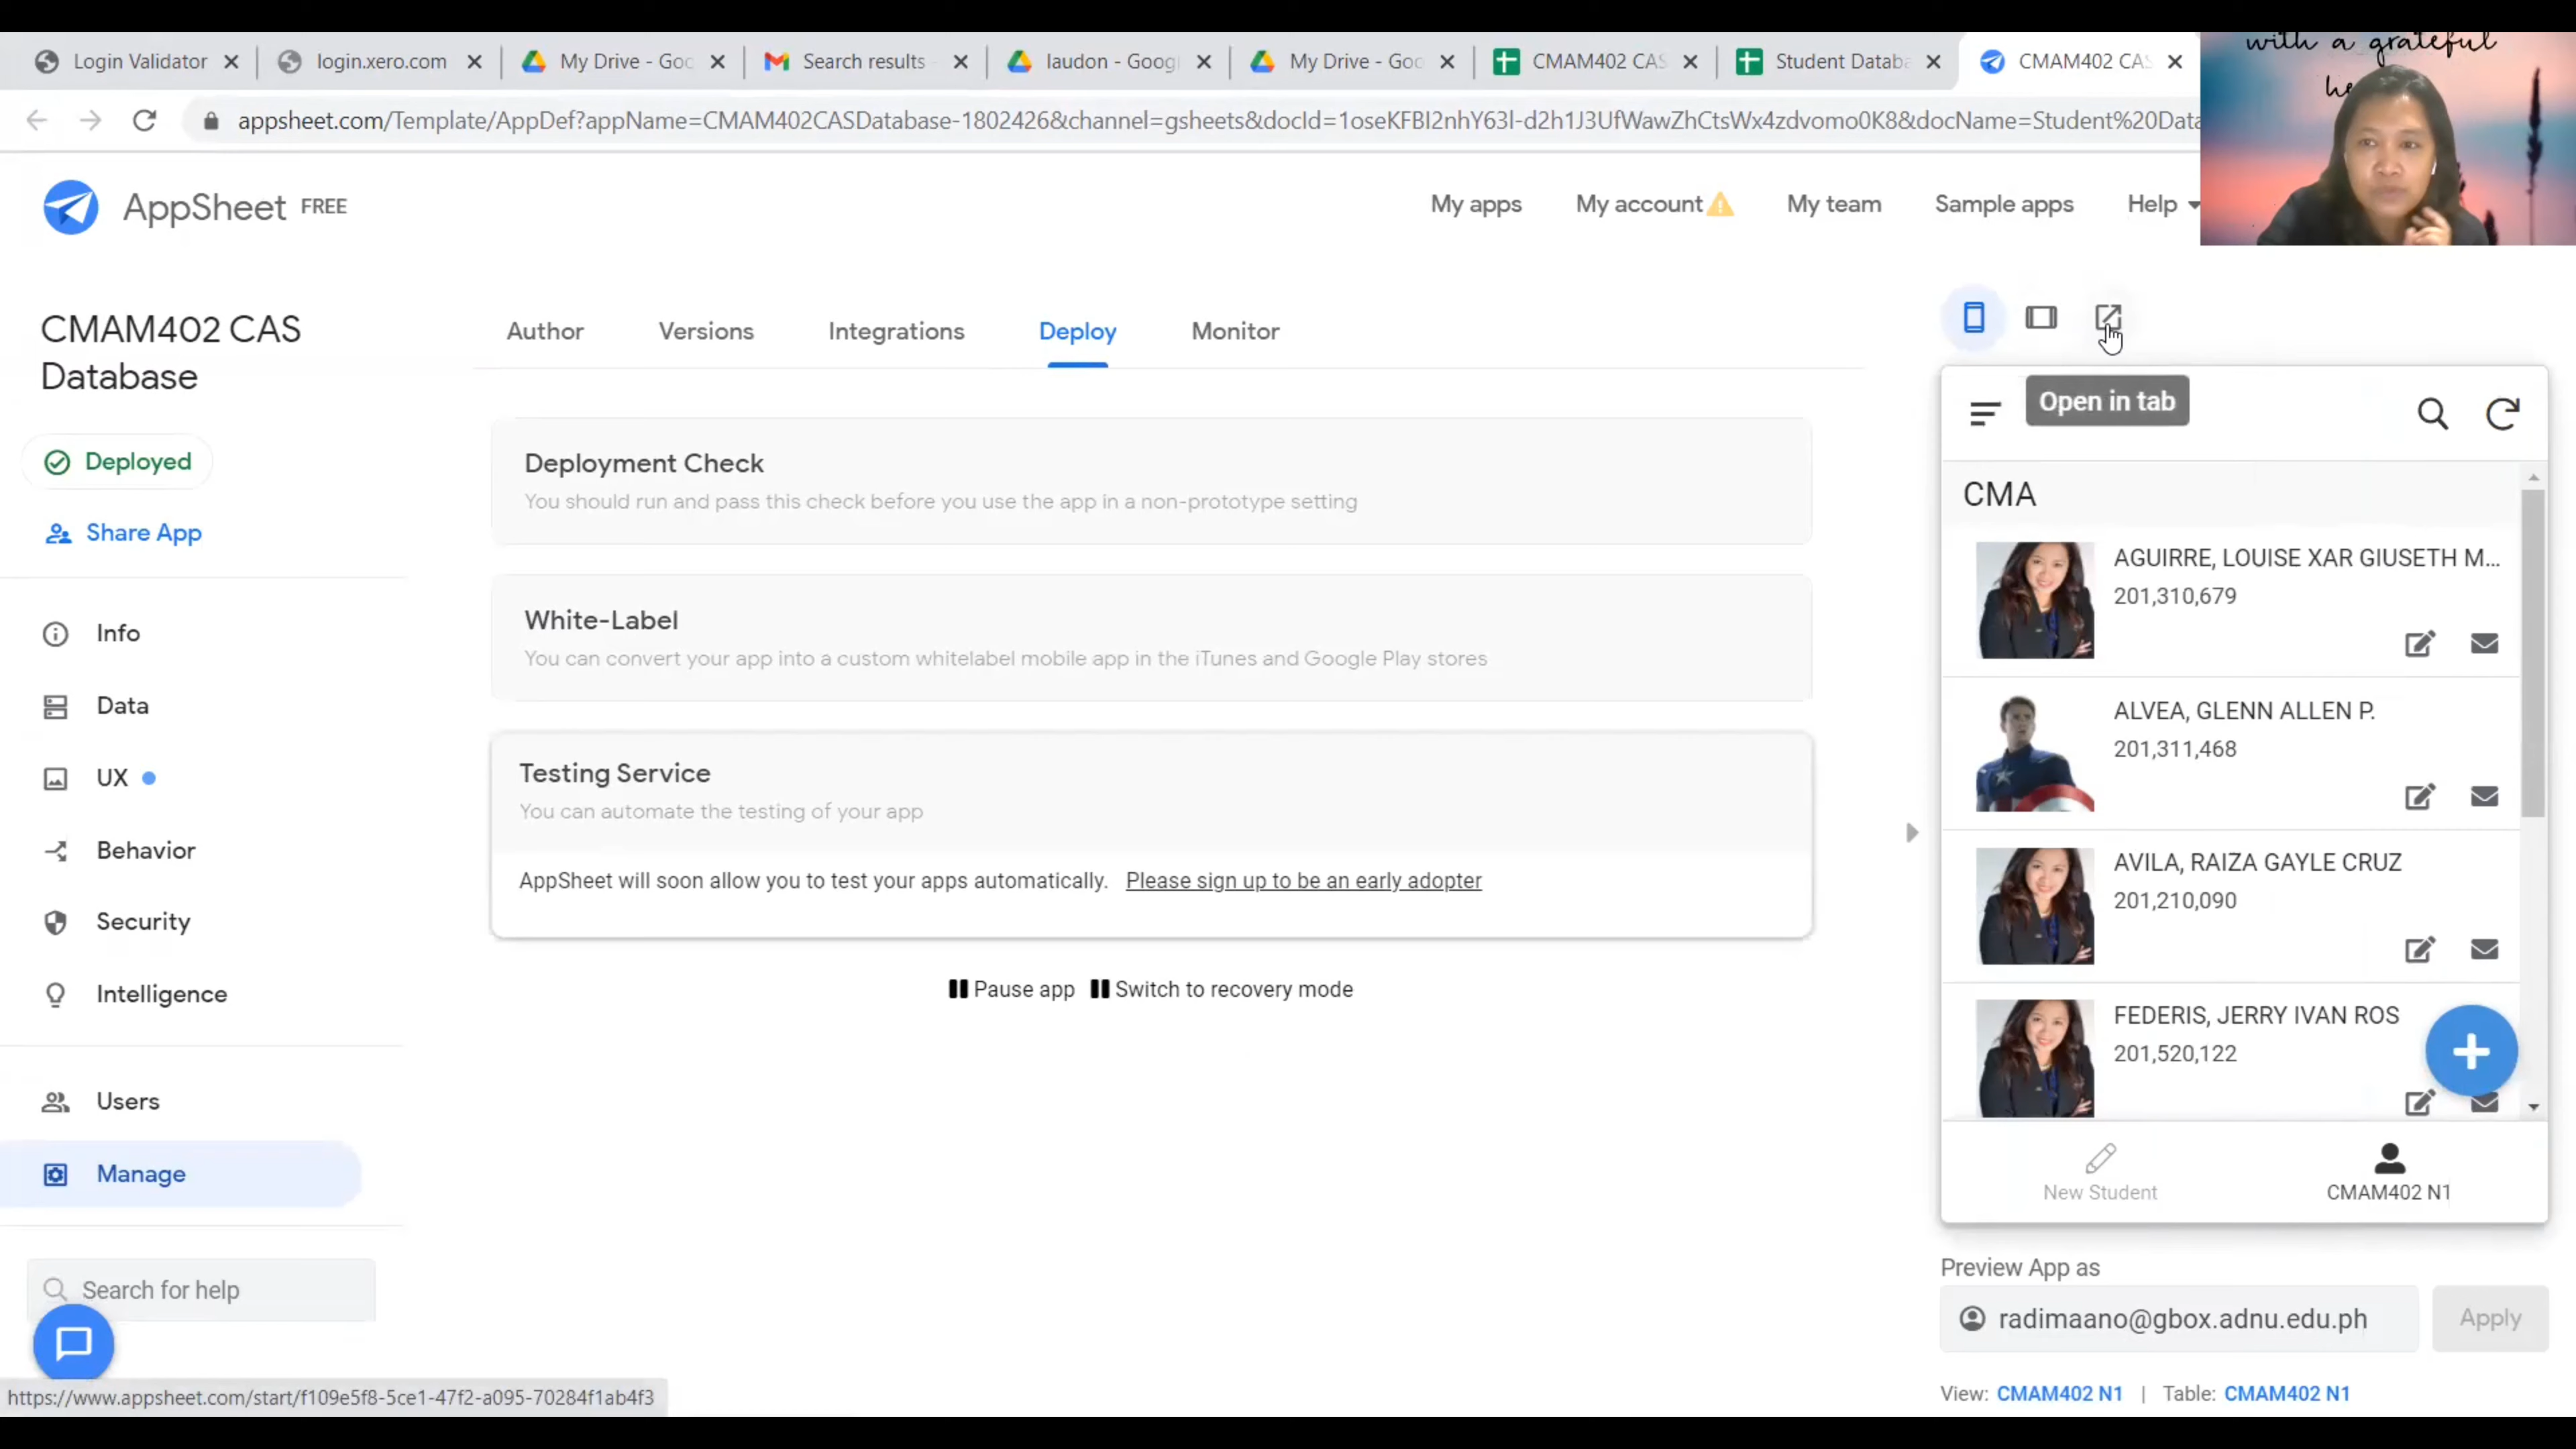 with a grateful
he
Login Validator
login.xero.com
My Drive - Goo
Search results -
laudon - Goog
My Drive - Goo
CMAM402 CAS
Student Databa
CMAM402 CAS
appsheet.com/Template/AppDef?appName=CMAM402CASDatabase-1802426&channel=gsheets&docId=1oseKFBI2nhY63I-d2h1J3UfWawZhCtsWx4zdvomo0K8&docName=Student%20Data
AppSheet FREE
My apps
My account
My team
Sample apps
Help
CMAM402 CAS
Database
Deployed
Share App
Info
Data
UX
Behavior
Security
Intelligence
Users
Manage
Search for help
Author
Versions
Integrations
Deploy
Monitor
Deployment Check
You should run and pass this check before you use the app in a non-prototype setting
White-Label
You can convert your app into a custom whitelabel mobile app in the iTunes and Google Play stores
Testing Service
You can automate the testing of your app
AppSheet will soon allow you to test your apps automatically. Please sign up to be an early adopter
Pause app Switch to recovery mode
Open in tab
CMA
AGUIRRE, LOUISE XAR GIUSETH M...
201,310,679
ALVEA, GLENN ALLEN P.
201,311,468
AVILA, RAIZA GAYLE CRUZ
201,210,090
FEDERIS, JERRY IVAN ROS
201,520,122
New Student
CMAM402 N1
Preview App as
radimaano@gbox.adnu.edu.ph
Apply
View: CMAM402 N1 | Table: CMAM402 N1
https://www.appsheet.com/start/f109e5f8-5ce1-47f2-a095-70284f1ab4f3